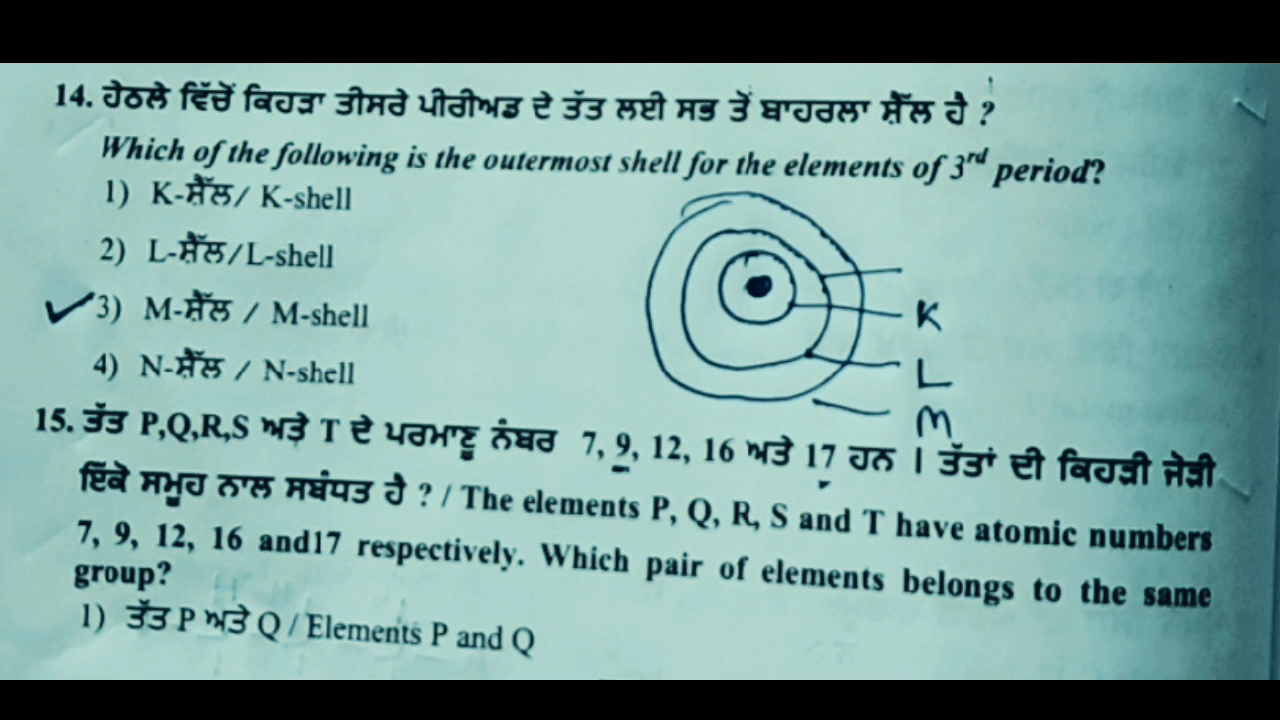 14. ਹੇਠਲੇ ਵਿੱਚੋਂ ਕਿਹੜਾ ਤੀਸਰੇ ਪੀਰੀਅਡ ਦੇ ਤੱਤ ਲਈ ਸਭ ਤੋਂ ਬਾਹਰਲਾ ਸ਼ੈੱਲ ਹੈ ?
Which of the following is the outermost shell for the elements of 3rd period?
1) K-ਸ਼ੈੱਲ/ K-shell
2) L-ਸ਼ੈੱਲ/L-shell
3) M-ਸ਼ੈੱਲ / M-shell
4) N-ਸ਼ੈੱਲ / N-shell
K
L
M
15. ਤੱਤ P,Q,R,S ਅਤੇ T ਦੇ ਪਰਮਾਣੂ ਨੰਬਰ 7, 9, 12, 16 ਅਤੇ 17 ਹਨ । ਤੱਤਾਂ ਦੀ ਕਿਹੜੀ ਜੋੜੀ
ਇੱਕੋ ਸਮੂਹ ਨਾਲ ਸਬੰਧਤ ਹੈ ? / The elements P, Q, R, S and T have atomic numbers
7, 9, 12, 16 and17 respectively. Which pair of elements belongs to the same
group?
1) ਤੱਤ P ਅਤੇ Q / Elements P and Q